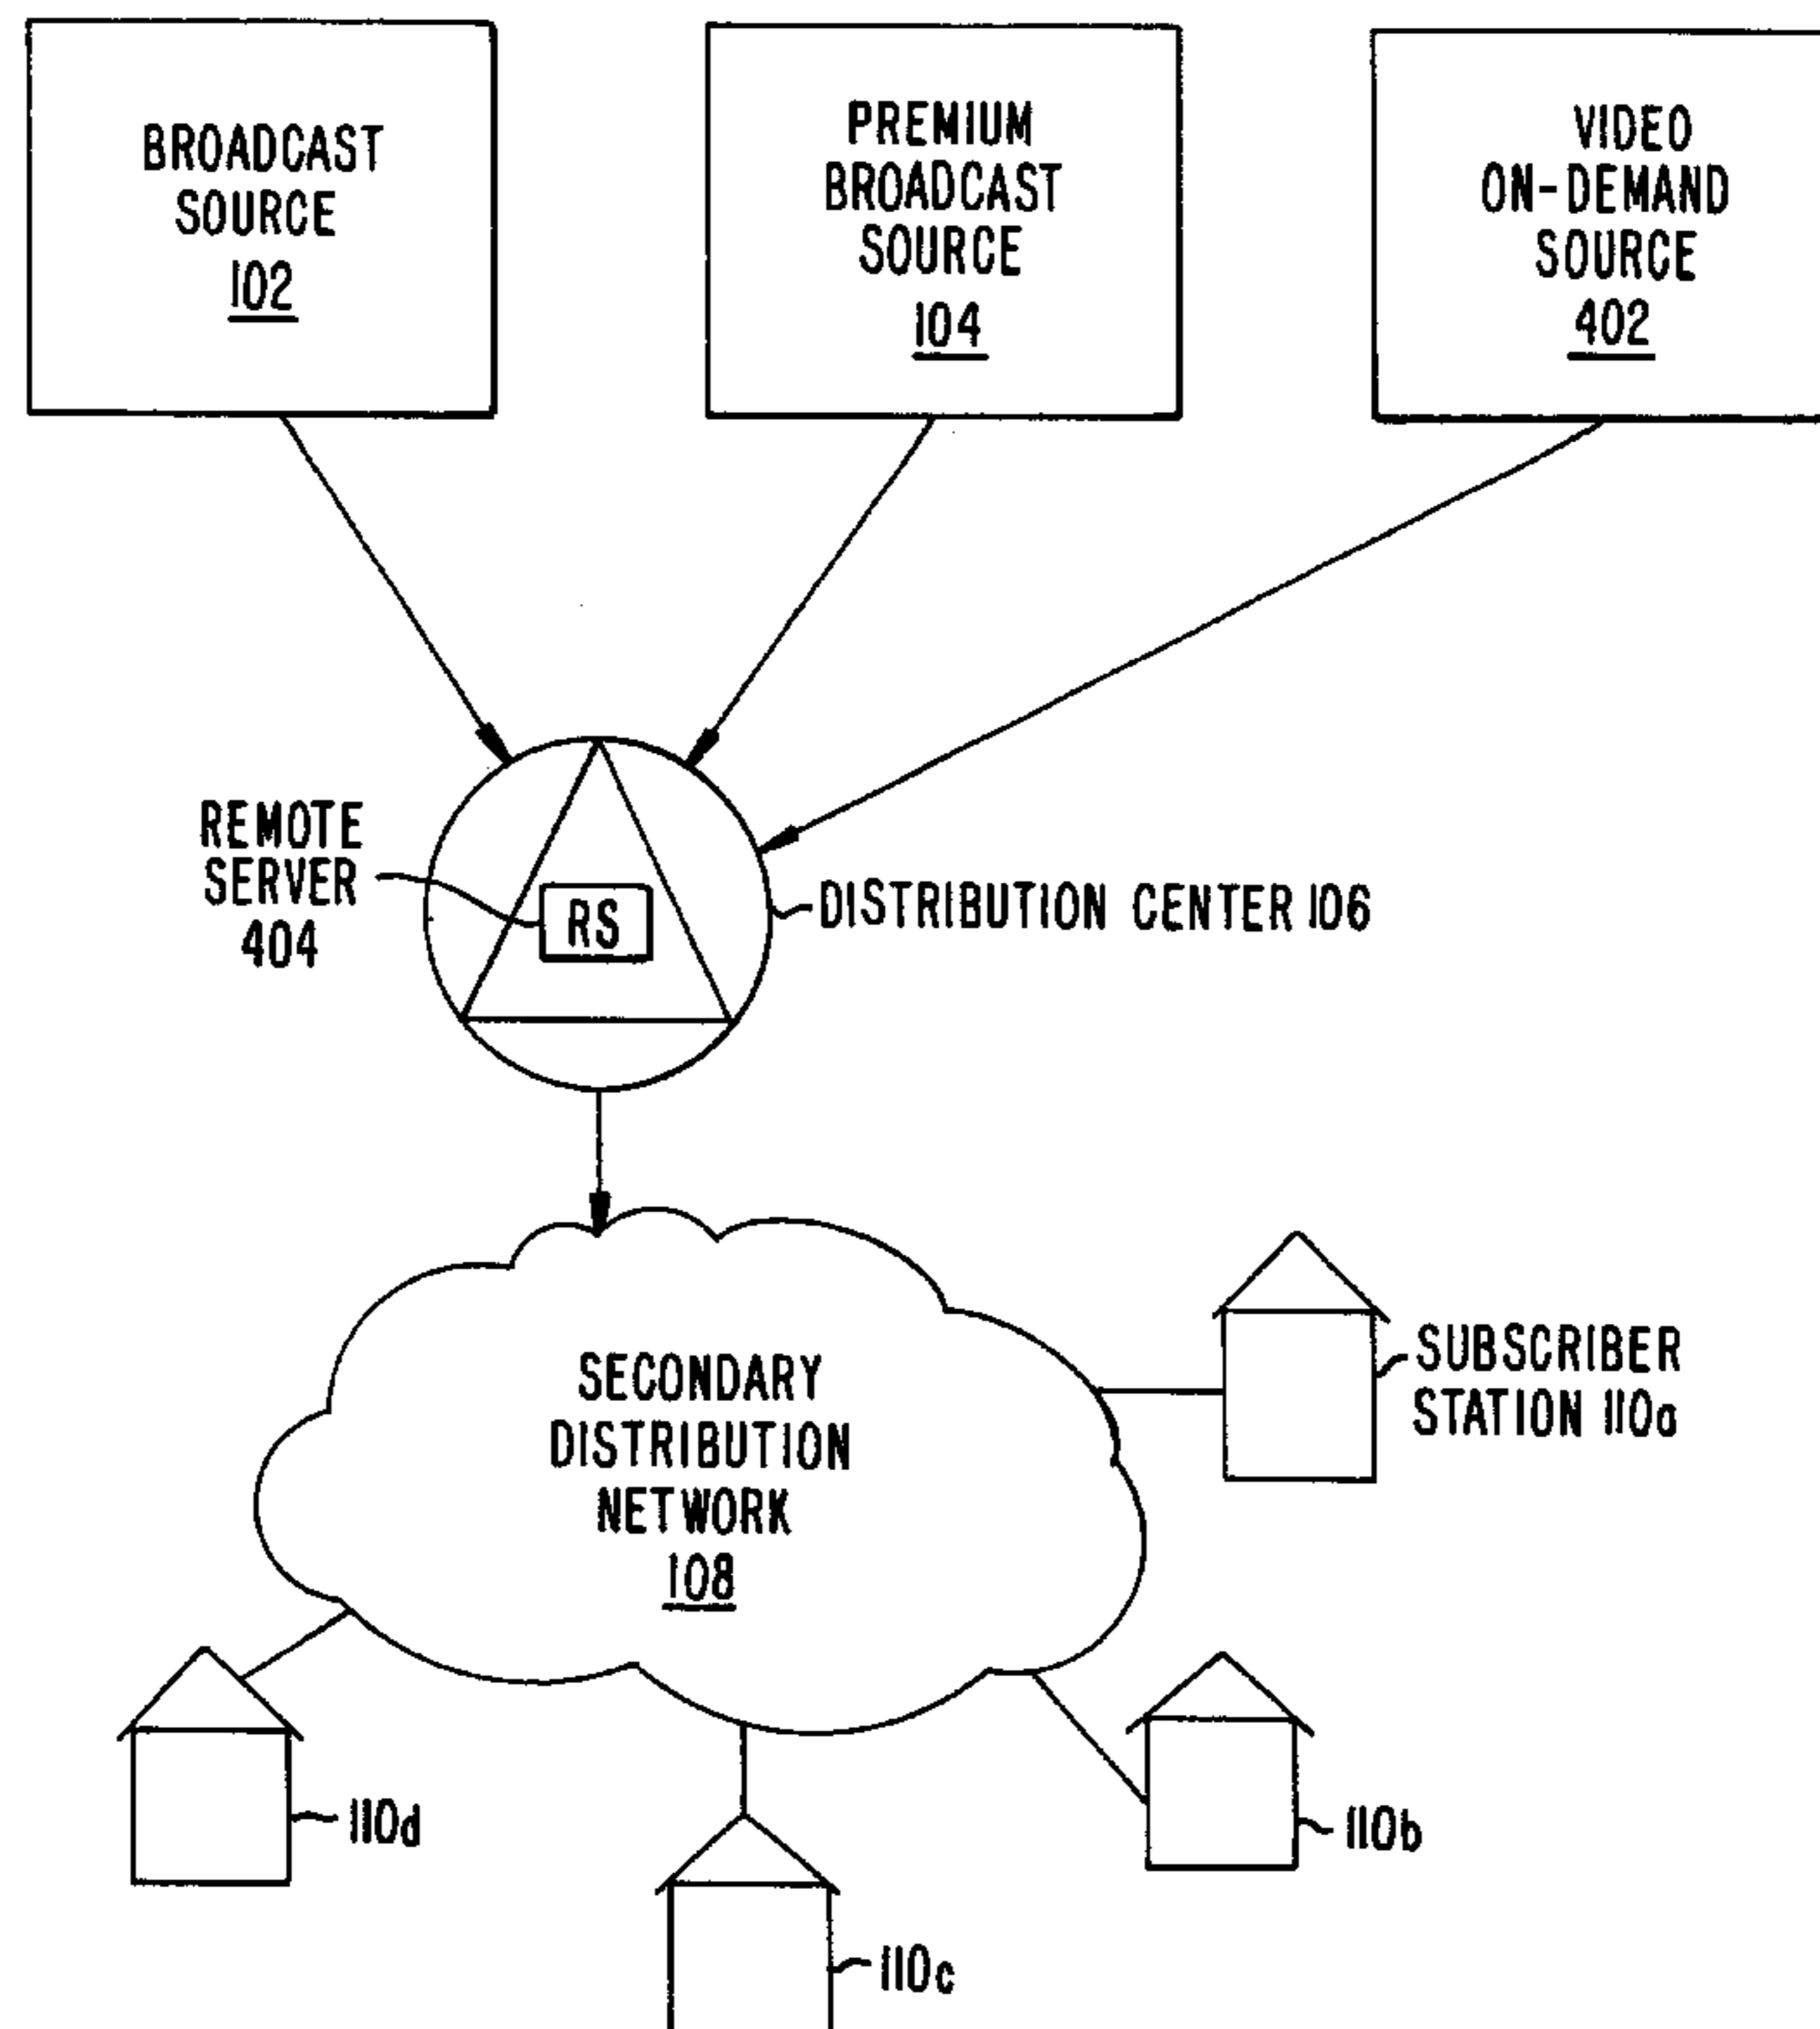 BROADCAST
SOURCE
102
PREMIUM
BROADCAST
SOURCE
104
VIDEO
ON-DEMAND
SOURCE
402
REMOTE
SERVER
404
RS
DISTRIBUTION CENTER 106
SECONDARY
DISTRIBUTION
NETWORK
108
SUBSCRIBER
STATION 110a
110d
110c
110b